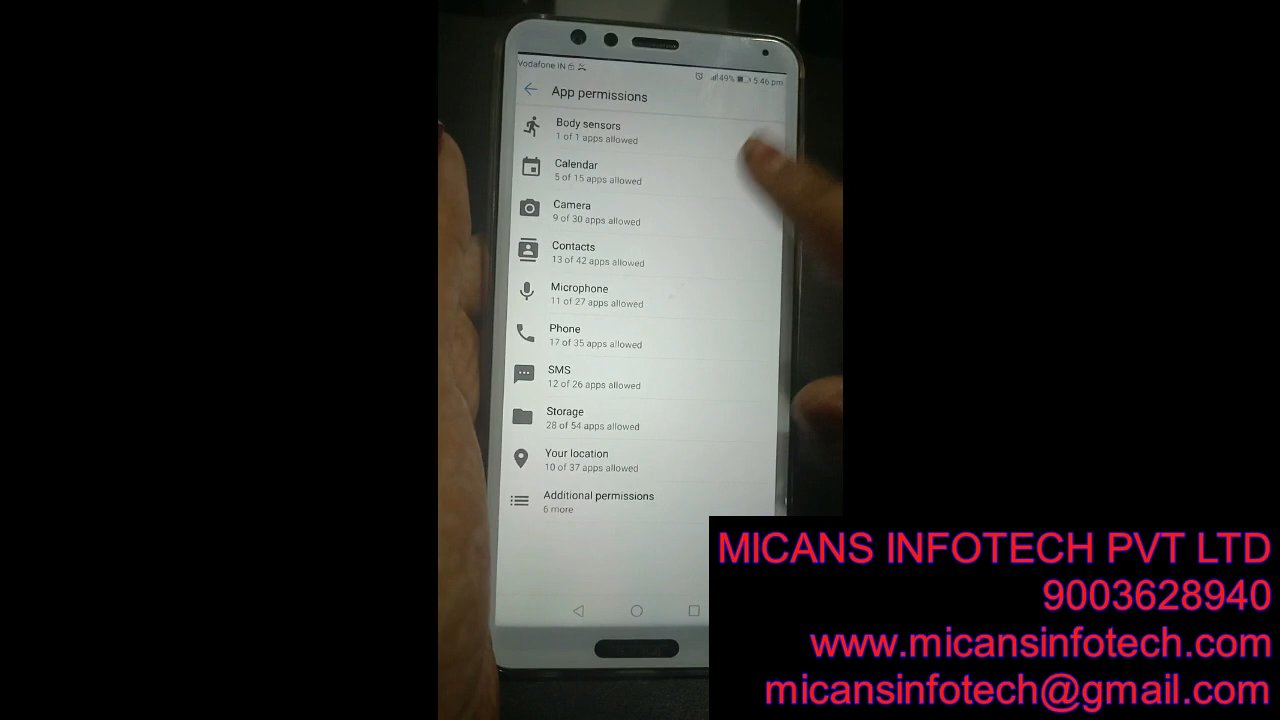 Vodafone IN
49% 5:46 pm
App permissions
Body sensors
1 of 1 apps allowed
Calendar
5 of 15 apps allowed
Camera
9 of 30 apps allowed
Contacts
13 of 42 apps allowed
Microphone
11 of 27 apps allowed
Phone
17 of 35 apps allowed
SMS
12 of 26 apps allowed
Storage
28 of 54 apps allowed
Your location
10 of 37 apps allowed
Additional permissions
6 more
MICANS INFOTECH PVT LTD
9003628940
www.micansinfotech.com
micansinfotech@gmail.com